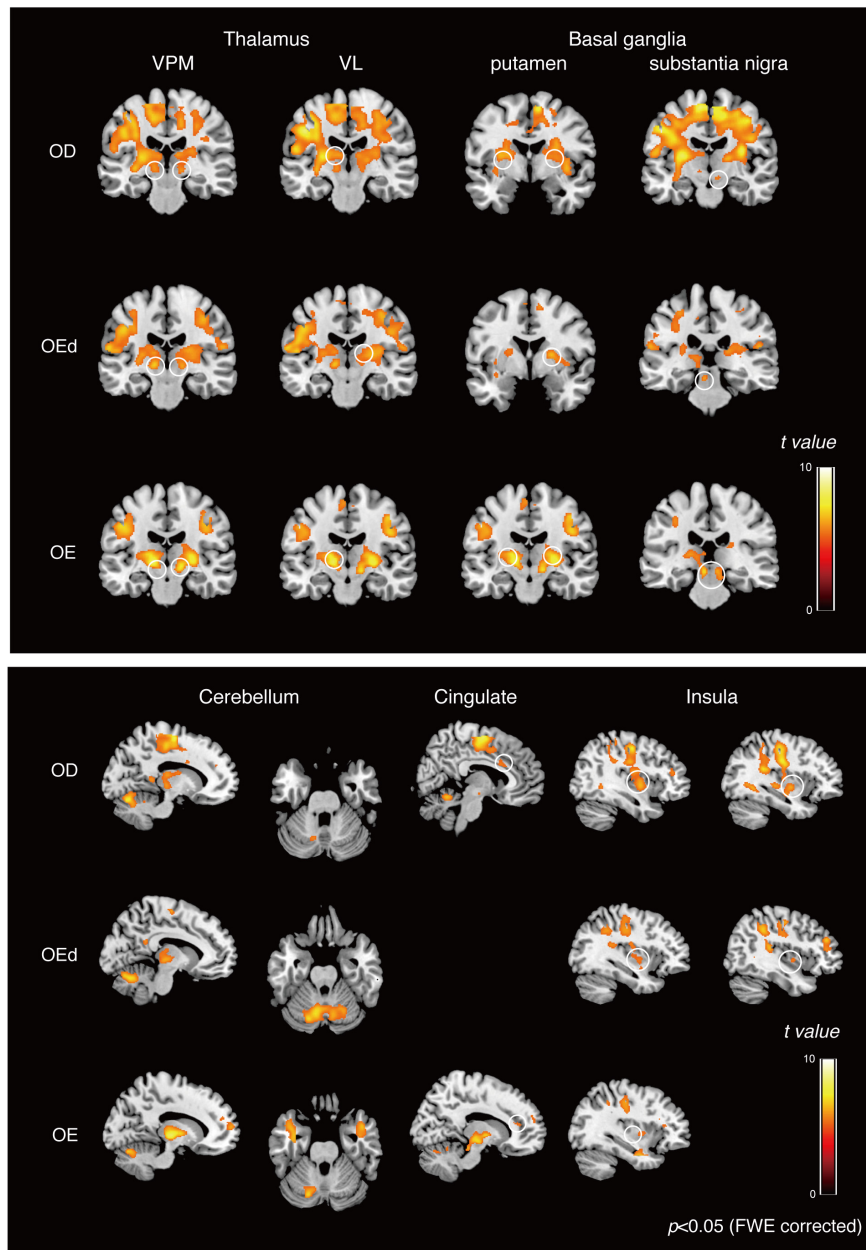 Thalamus Basal ganglia
VPM VL putamen substantia nigra
OD
OEd
t value
10
OE
0
Cerebellum Cingulate Insula
OD
OEd
t value
10
OE
0
p<0.05 (FWE corrected)